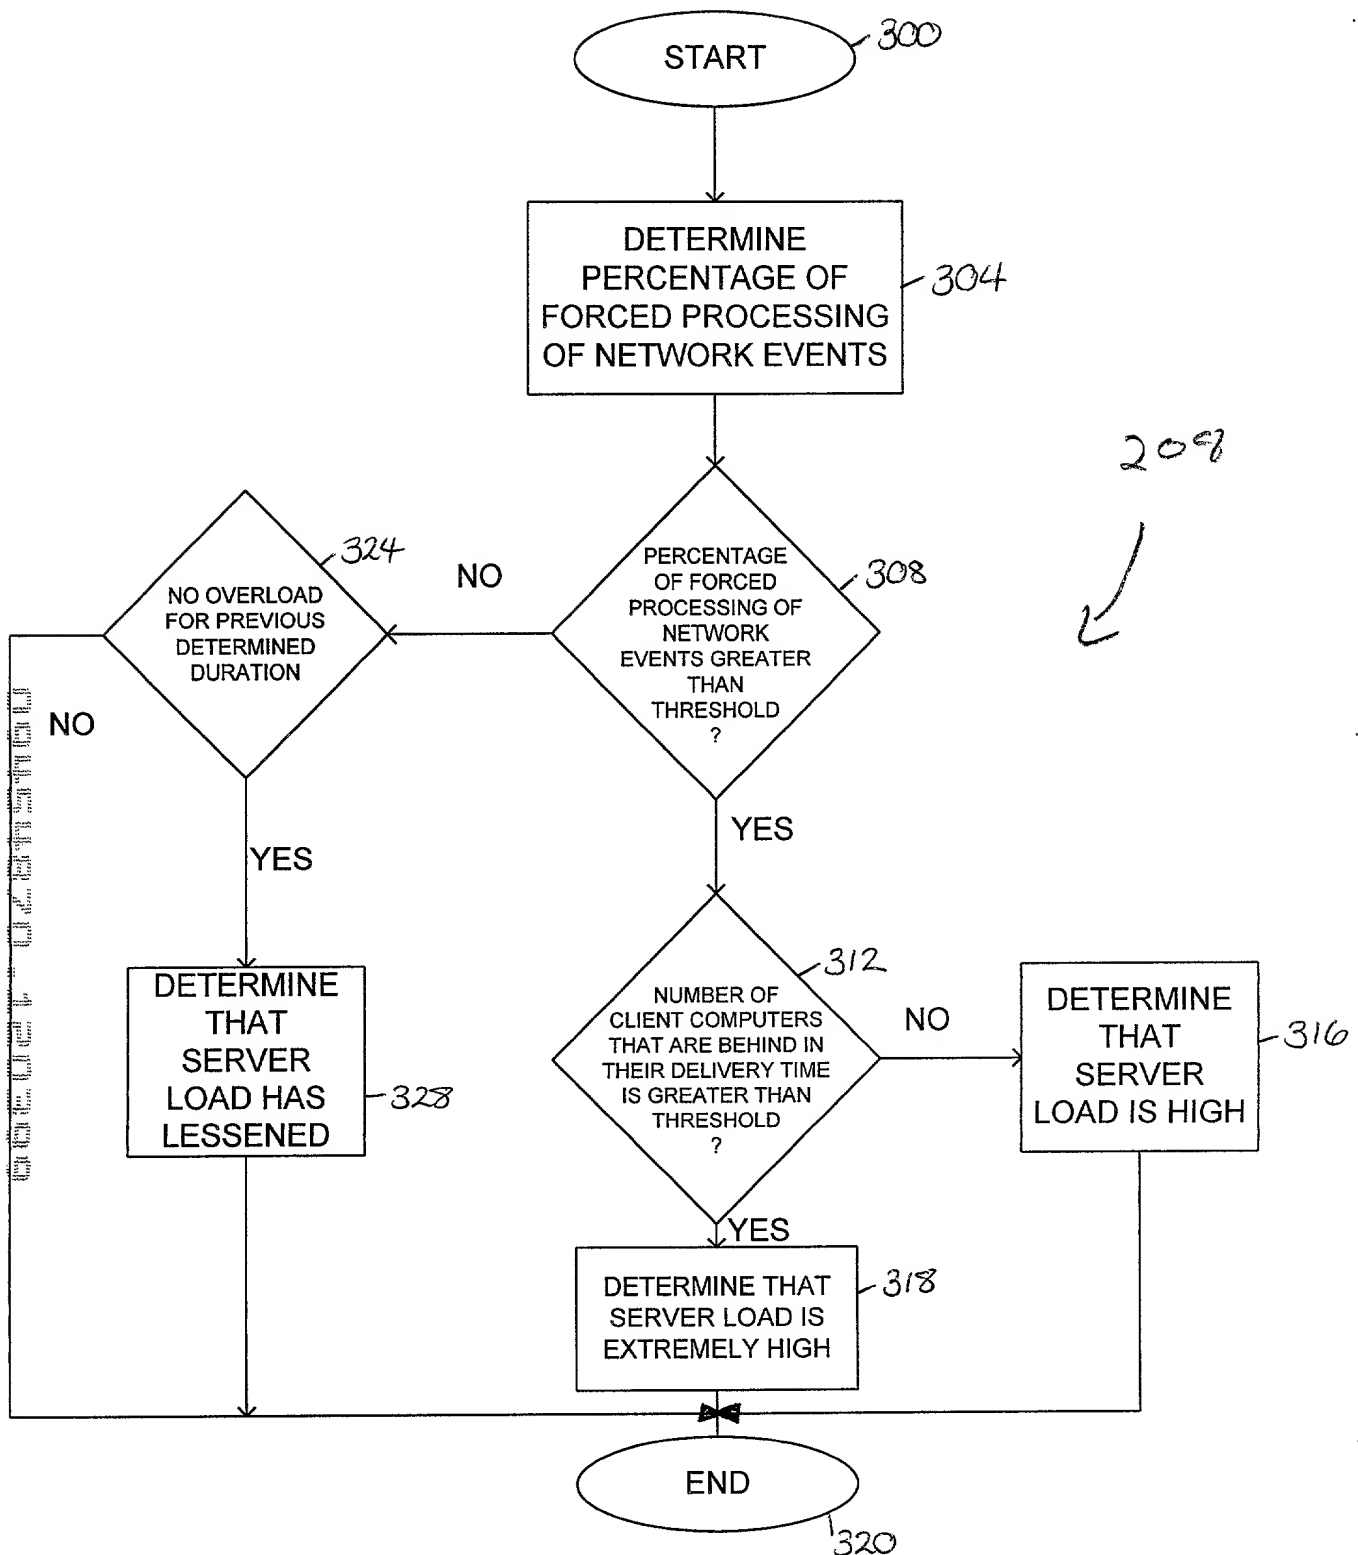 START
300
DETERMINE
PERCENTAGE OF
FORCED PROCESSING
OF NETWORK EVENTS
304
208
324
NO OVERLOAD
FOR PREVIOUS
DETERMINED
DURATION
NO
PERCENTAGE
OF FORCED
PROCESSING OF
NETWORK
EVENTS GREATER
THAN
THRESHOLD
?
308
NO
YES
YES
DETERMINE
THAT
SERVER
LOAD HAS
LESSENED
328
312
NUMBER OF
CLIENT COMPUTERS
THAT ARE BEHIND IN
THEIR DELIVERY TIME
IS GREATER THAN
THRESHOLD
?
NO
DETERMINE
THAT
SERVER
LOAD IS HIGH
316
YES
DETERMINE THAT
SERVER LOAD IS
EXTREMELY HIGH
318
END
320